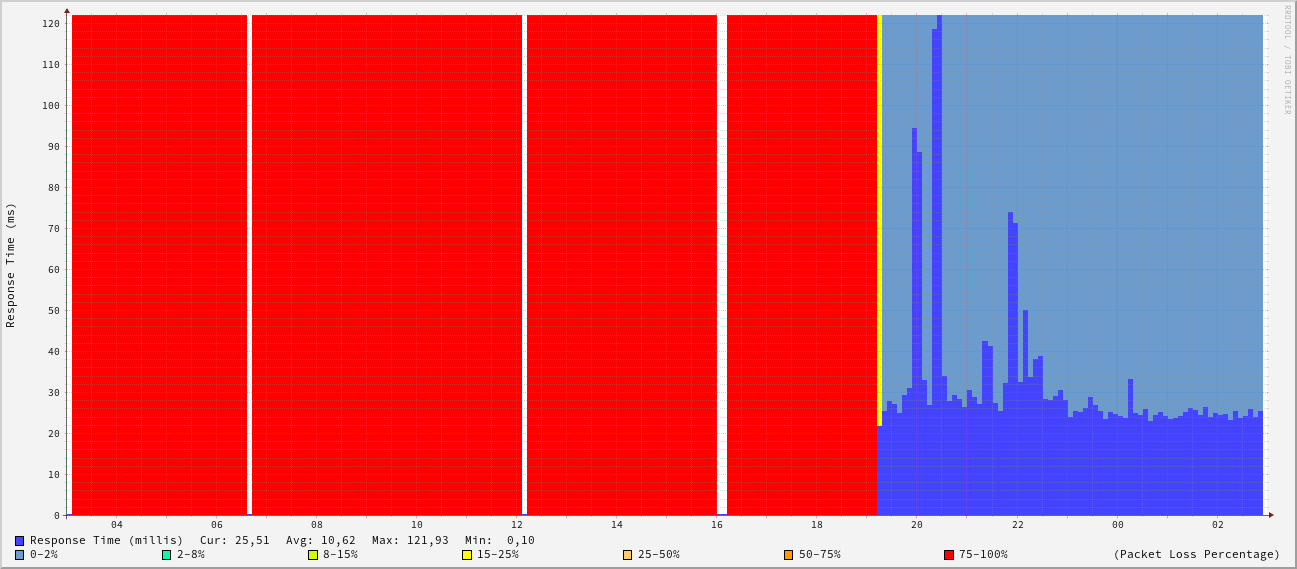 RRDTOOL / TOBI OETIKER
Response Time (ms)
120
110
100
90
80
70
60
50
40
30
20
10
0
04 06 08 10 12 14 16 18 20 22 00 02
Response Time (millis) Cur: 25,51 Avg: 10,62 Max: 121,93 Min: 0,10
0-2% 2-8% 8-15% 15-25% 25-50% 50-75% 75-100% (Packet Loss Percentage)